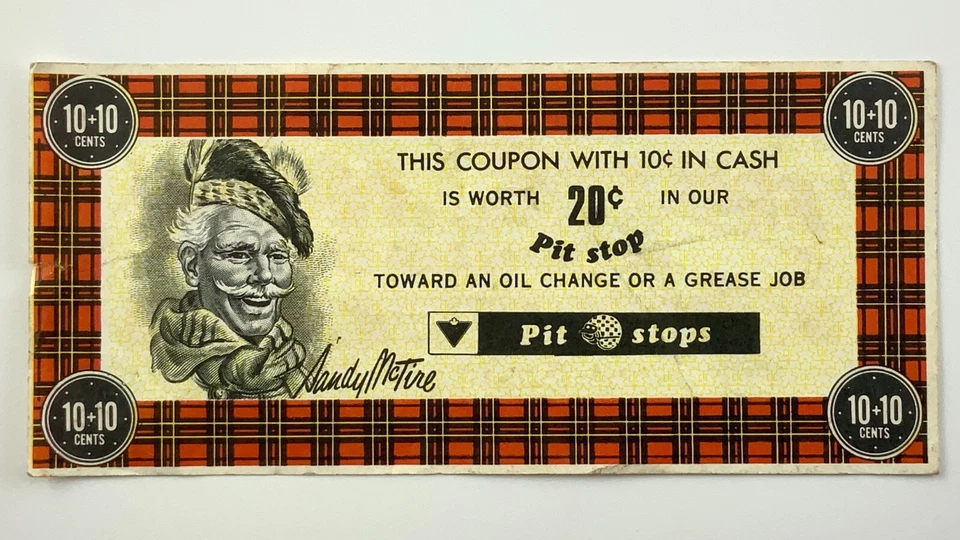 10+10
CENTS
10+10
CENTS
THIS COUPON WITH 10¢ IN CASH
IS WORTH 20¢ IN OUR
Pit stop
TOWARD AN OIL CHANGE OR A GREASE JOB
Pit stops
Sandy McTire
10+10
CENTS
10+10
CENTS